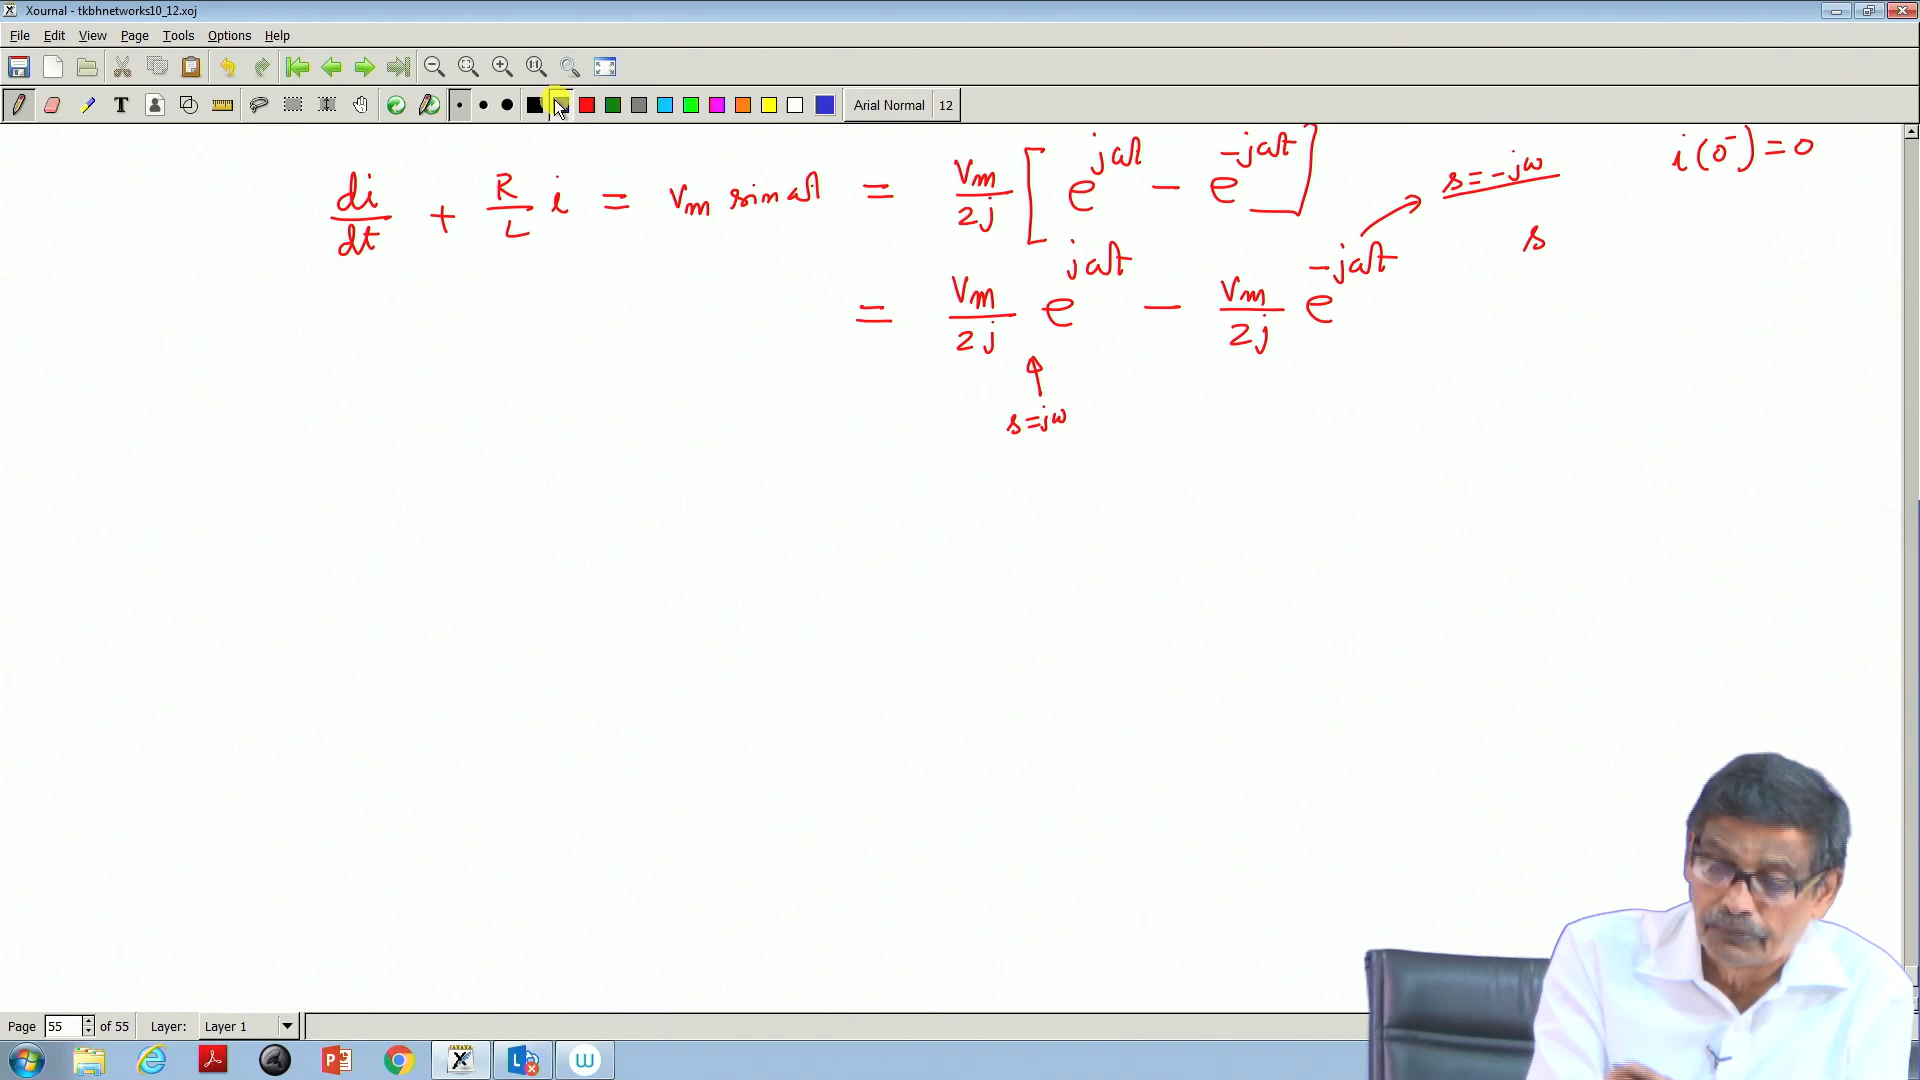 Xournal - tkbhnetworks10_12.xoj
File Edit View Page Tools Options Help
Arial Normal 12
di/dt + R/L i = Vm sin ωt = Vm/2j [ e^jωt - e^-jωt ]
s = -jω
i(0⁻) = 0
s
= Vm/2j e^jωt - Vm/2j e^-jωt
s = jω
Page 55 of 55 Layer: Layer 1